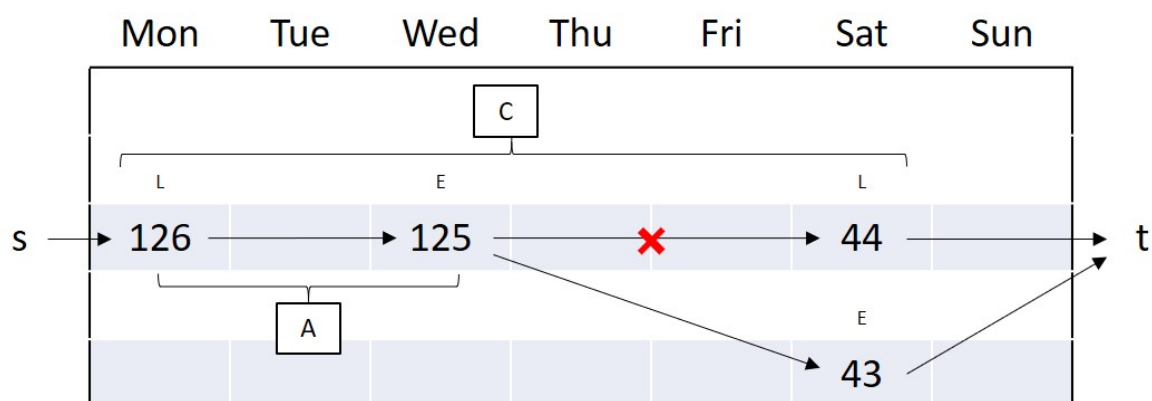 Mon Tue Wed Thu Fri Sat Sun
C
L E L
s 126 125 44 t
A
E
43